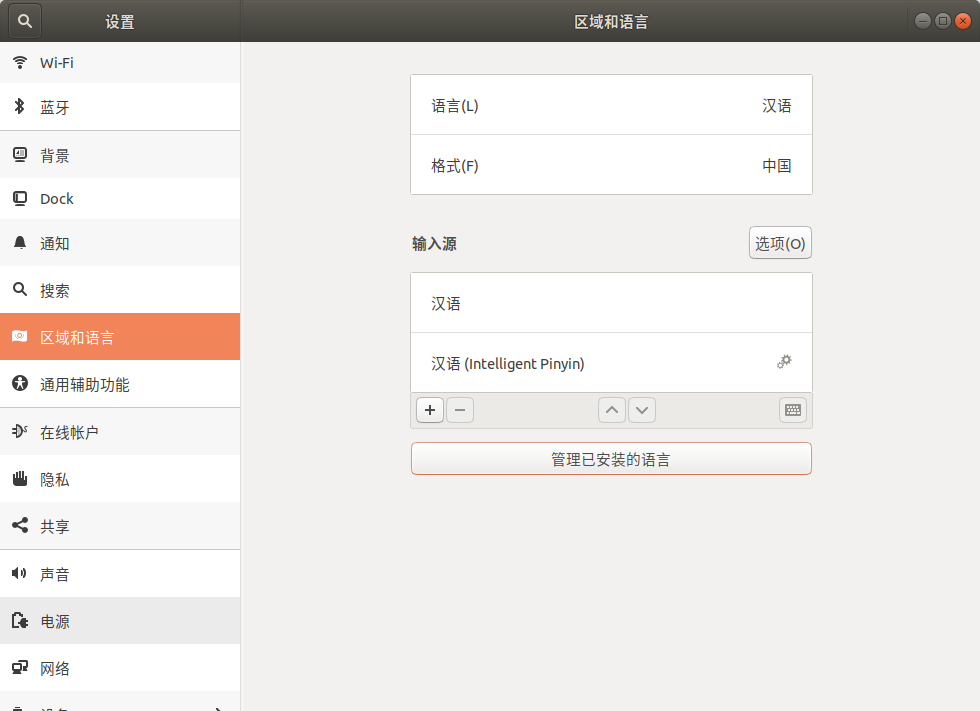 设置
区域和语言
Wi-Fi
蓝牙
背景
Dock
通知
搜索
区域和语言
通用辅助功能
在线帐户
隐私
共享
声音
电源
网络
语言(L) 汉语
格式(F) 中国
输入源 选项(O)
汉语
汉语 (Intelligent Pinyin)
管理已安装的语言